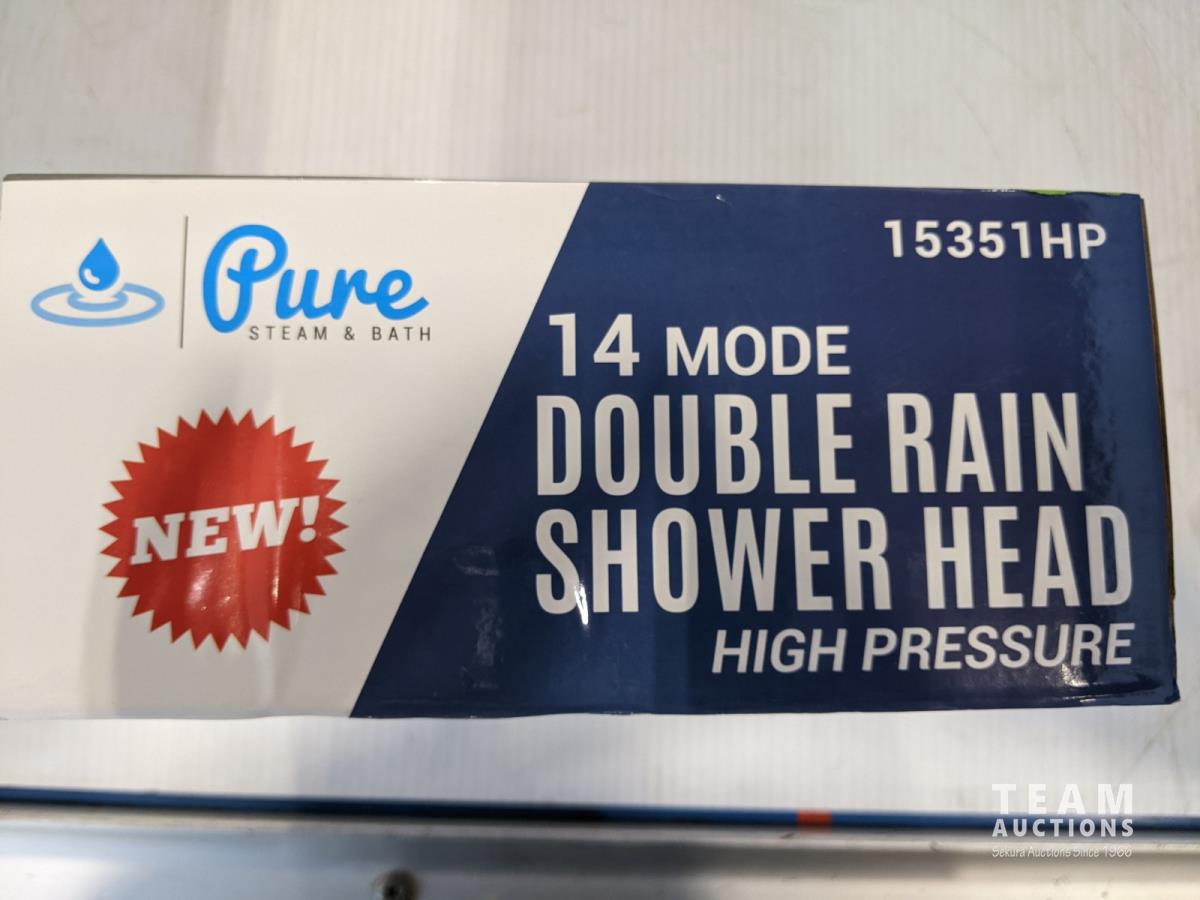 Pure
STEAM & BATH
NEW!
15351HP
14 MODE
DOUBLE RAIN
SHOWER HEAD
HIGH PRESSURE
TEAM
AUCTIONS
Sekura Auctions Since 1966